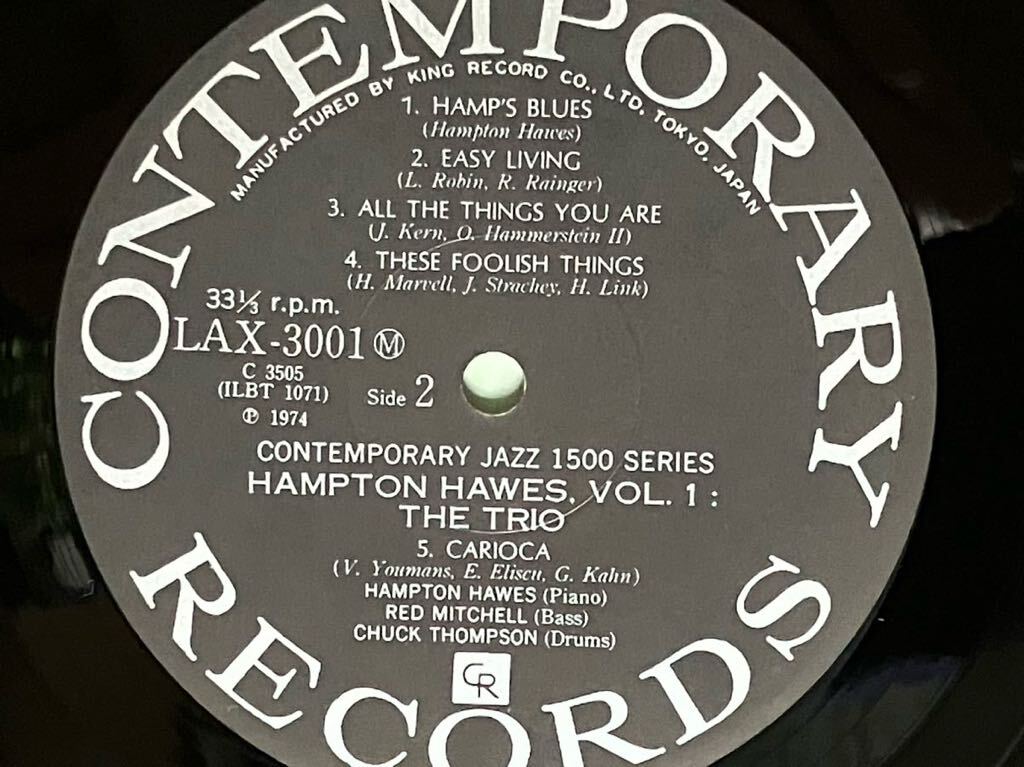 CONTEMPORARY
MANUFACTURED BY KING RECORD CO., LTD. TOKYO, JAPAN
1. HAMP'S BLUES
(Hampton Hawes)
2. EASY LIVING
(L. Robin, R. Rainger)
3. ALL THE THINGS YOU ARE
(J. Kern, O. Hammerstein II)
4. THESE FOOLISH THINGS
(H. Marvell, J. Strachey, H. Link)
33⅓ r.p.m.
LAX-3001 Ⓜ
C 3505
(ILBT 1071)
Side 2
℗ 1974
CONTEMPORARY JAZZ 1500 SERIES
HAMPTON HAWES, VOL. 1 :
THE TRIO
5. CARIOCA
(V. Youmans, E. Eliscu, G. Kahn)
HAMPTON HAWES (Piano)
RED MITCHELL (Bass)
CHUCK THOMPSON (Drums)
CR
RECORDS